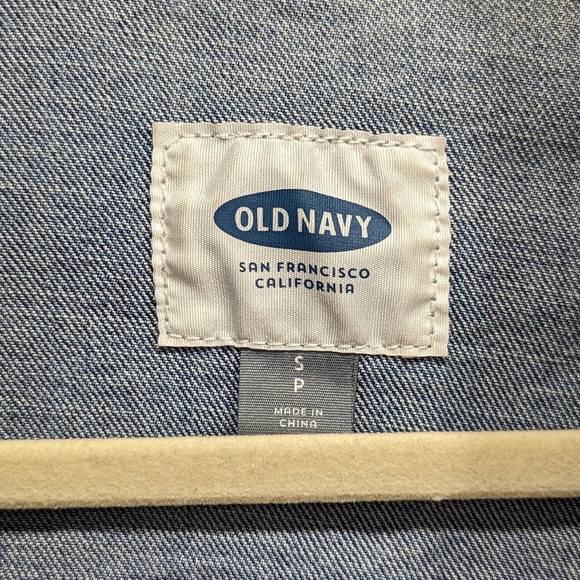 OLD NAVY
SAN FRANCISCO
CALIFORNIA
S
P
MADE IN
CHINA